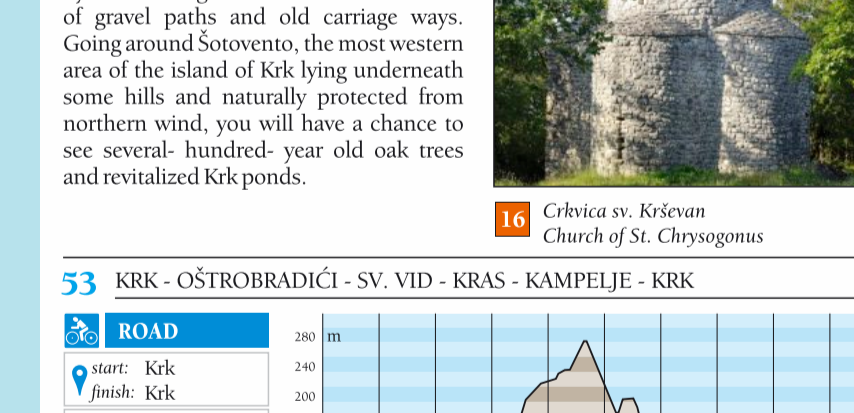 of gravel paths and old carriage ways.
Going around Šotovento, the most western
area of the island of Krk lying underneath
some hills and naturally protected from
northern wind, you will have a chance to
see several- hundred- year old oak trees
and revitalized Krk ponds.
16
Crkvica sv. Krševan
Church of St. Chrysogonus
53 KRK - OŠTROBRADIĆI - SV. VID - KRAS - KAMPELJE - KRK
ROAD
start: Krk
finish: Krk
280 m
240
200